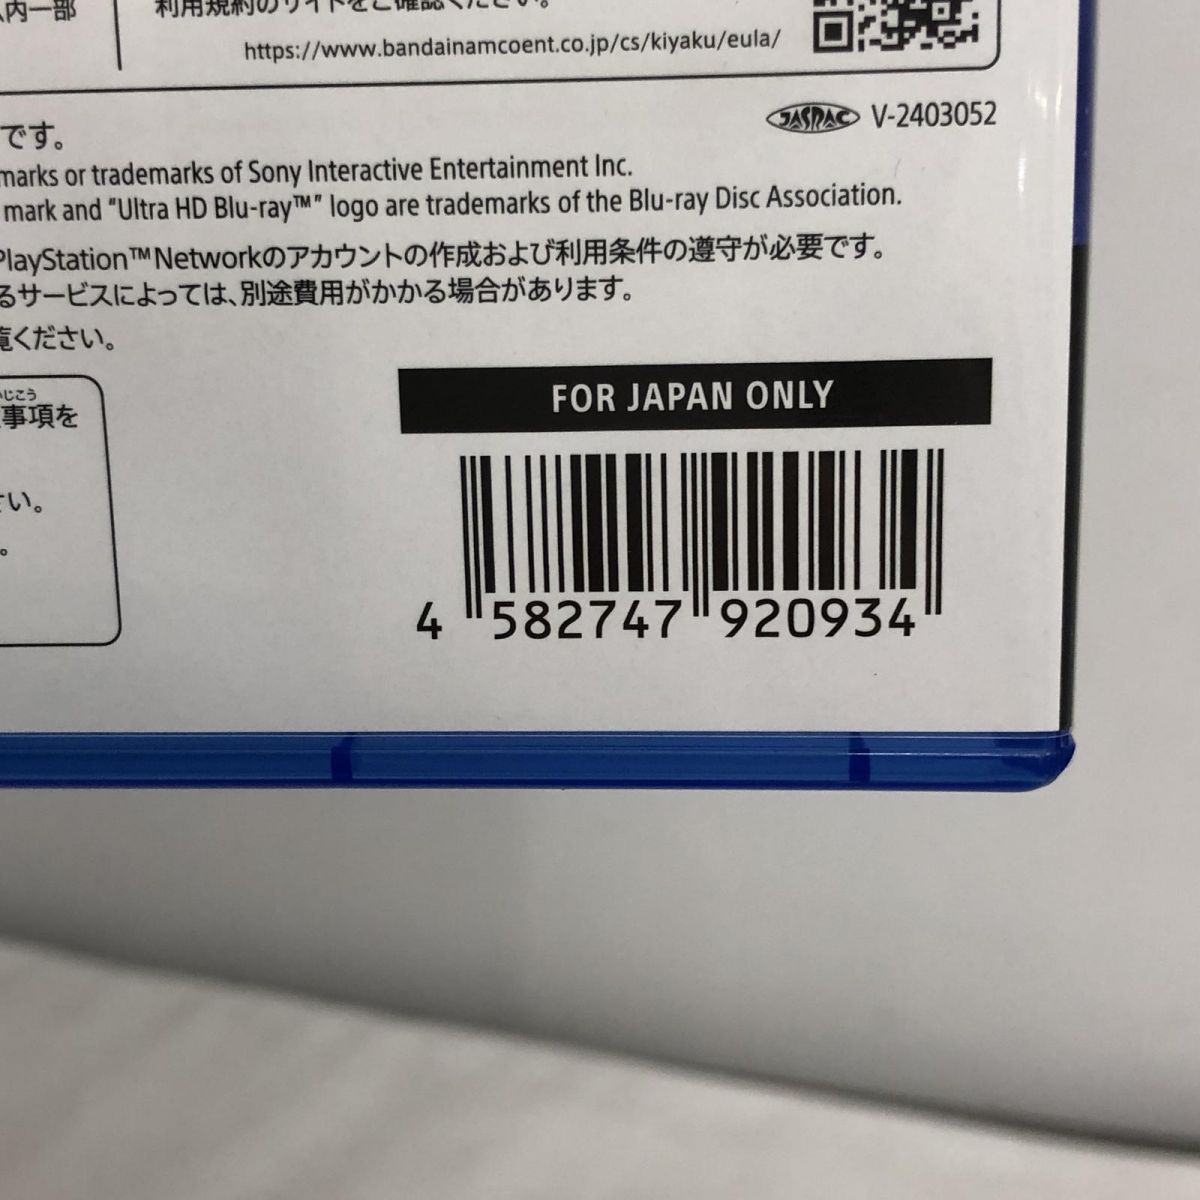 い内一部
利用規約のサイトをご確認ください。
https://www.bandainamcoent.co.jp/cs/kiyaku/eula/
JASRAC V-2403052
です。
marks or trademarks of Sony Interactive Entertainment Inc.
mark and "Ultra HD Blu-ray™" logo are trademarks of the Blu-ray Disc Association.
PlayStation™Networkのアカウントの作成および利用条件の遵守が必要です。
るサービスによっては、別途費用がかかる場合があります。
覧ください。
じこう
事項を
さい。
。
FOR JAPAN ONLY
4 582747 920934